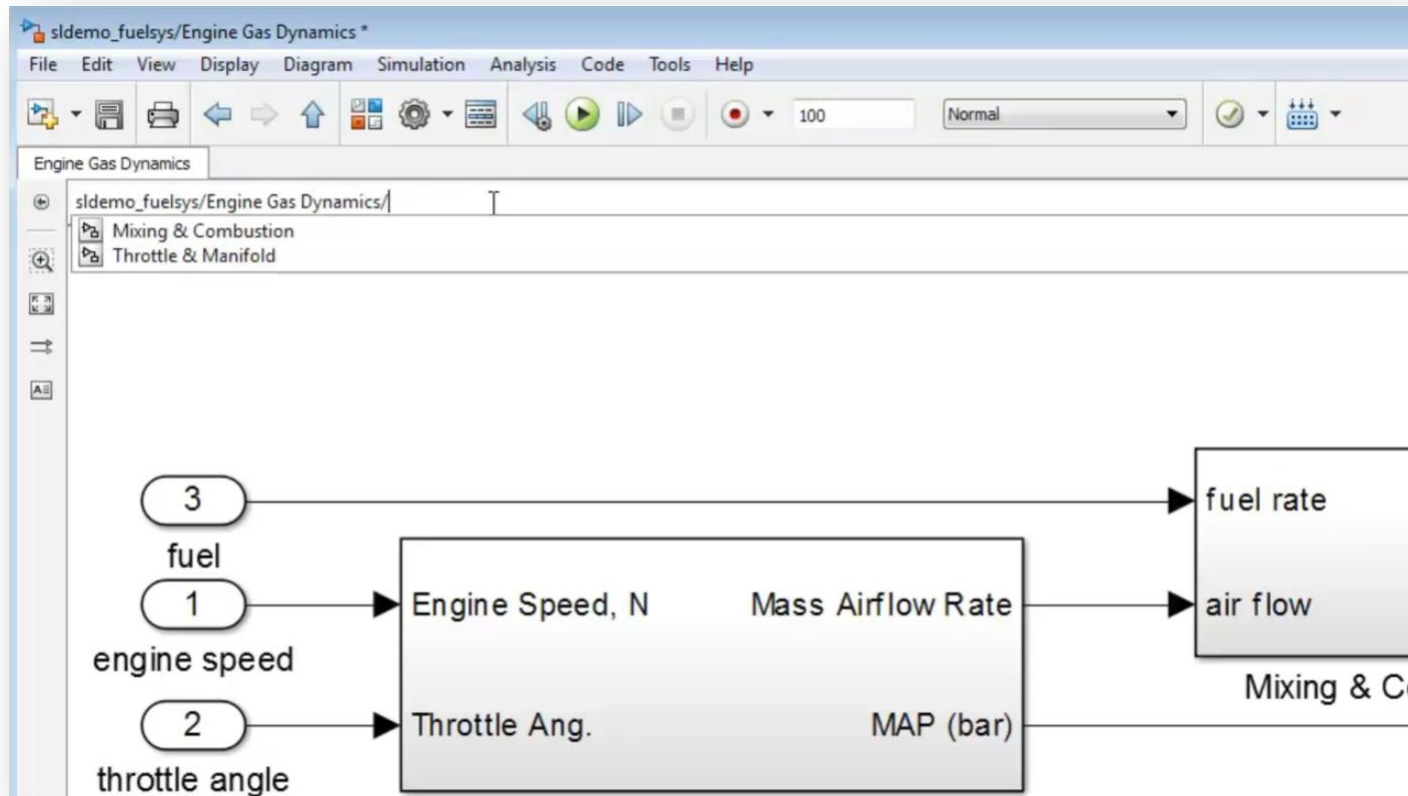 sldemo_fuelsys/Engine Gas Dynamics *
File Edit View Display Diagram Simulation Analysis Code Tools Help
100 Normal
Engine Gas Dynamics
sldemo_fuelsys/Engine Gas Dynamics/
Mixing & Combustion
Throttle & Manifold
3
fuel rate
fuel
1
Engine Speed, N
Mass Airflow Rate
air flow
engine speed
Mixing & C
2
Throttle Ang.
MAP (bar)
throttle angle